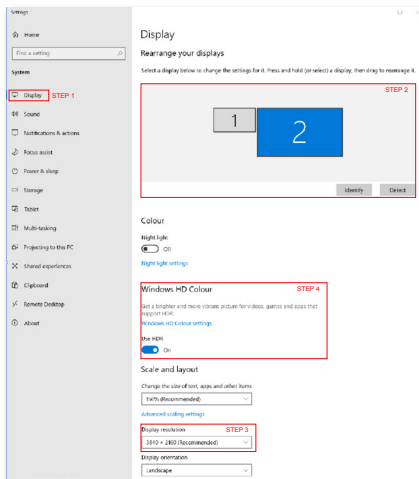 Settings
Home
Find a setting
System
Display STEP 1
Sound
Notifications & actions
Focus assist
Power & sleep
Storage
Tablet
Multi-tasking
Projecting to this PC
Shared experiences
Clipboard
Remote Desktop
About
Display
Rearrange your displays
Select a display below to change the settings for it. Press and hold (or select) a display, then drag to rearrange it.
STEP 2
1
2
Identify Detect
Colour
Night light
Off
Night light settings
Windows HD Colour STEP 4
Get a brighter and more vibrant picture for videos, games and apps that
support HDR.
Windows HD Colour settings
Use HDR
On
Scale and layout
Change the size of text, apps and other items
150% (Recommended)
Advanced scaling settings
Display resolution STEP 3
3840 × 2160 (Recommended)
Display orientation
Landscape